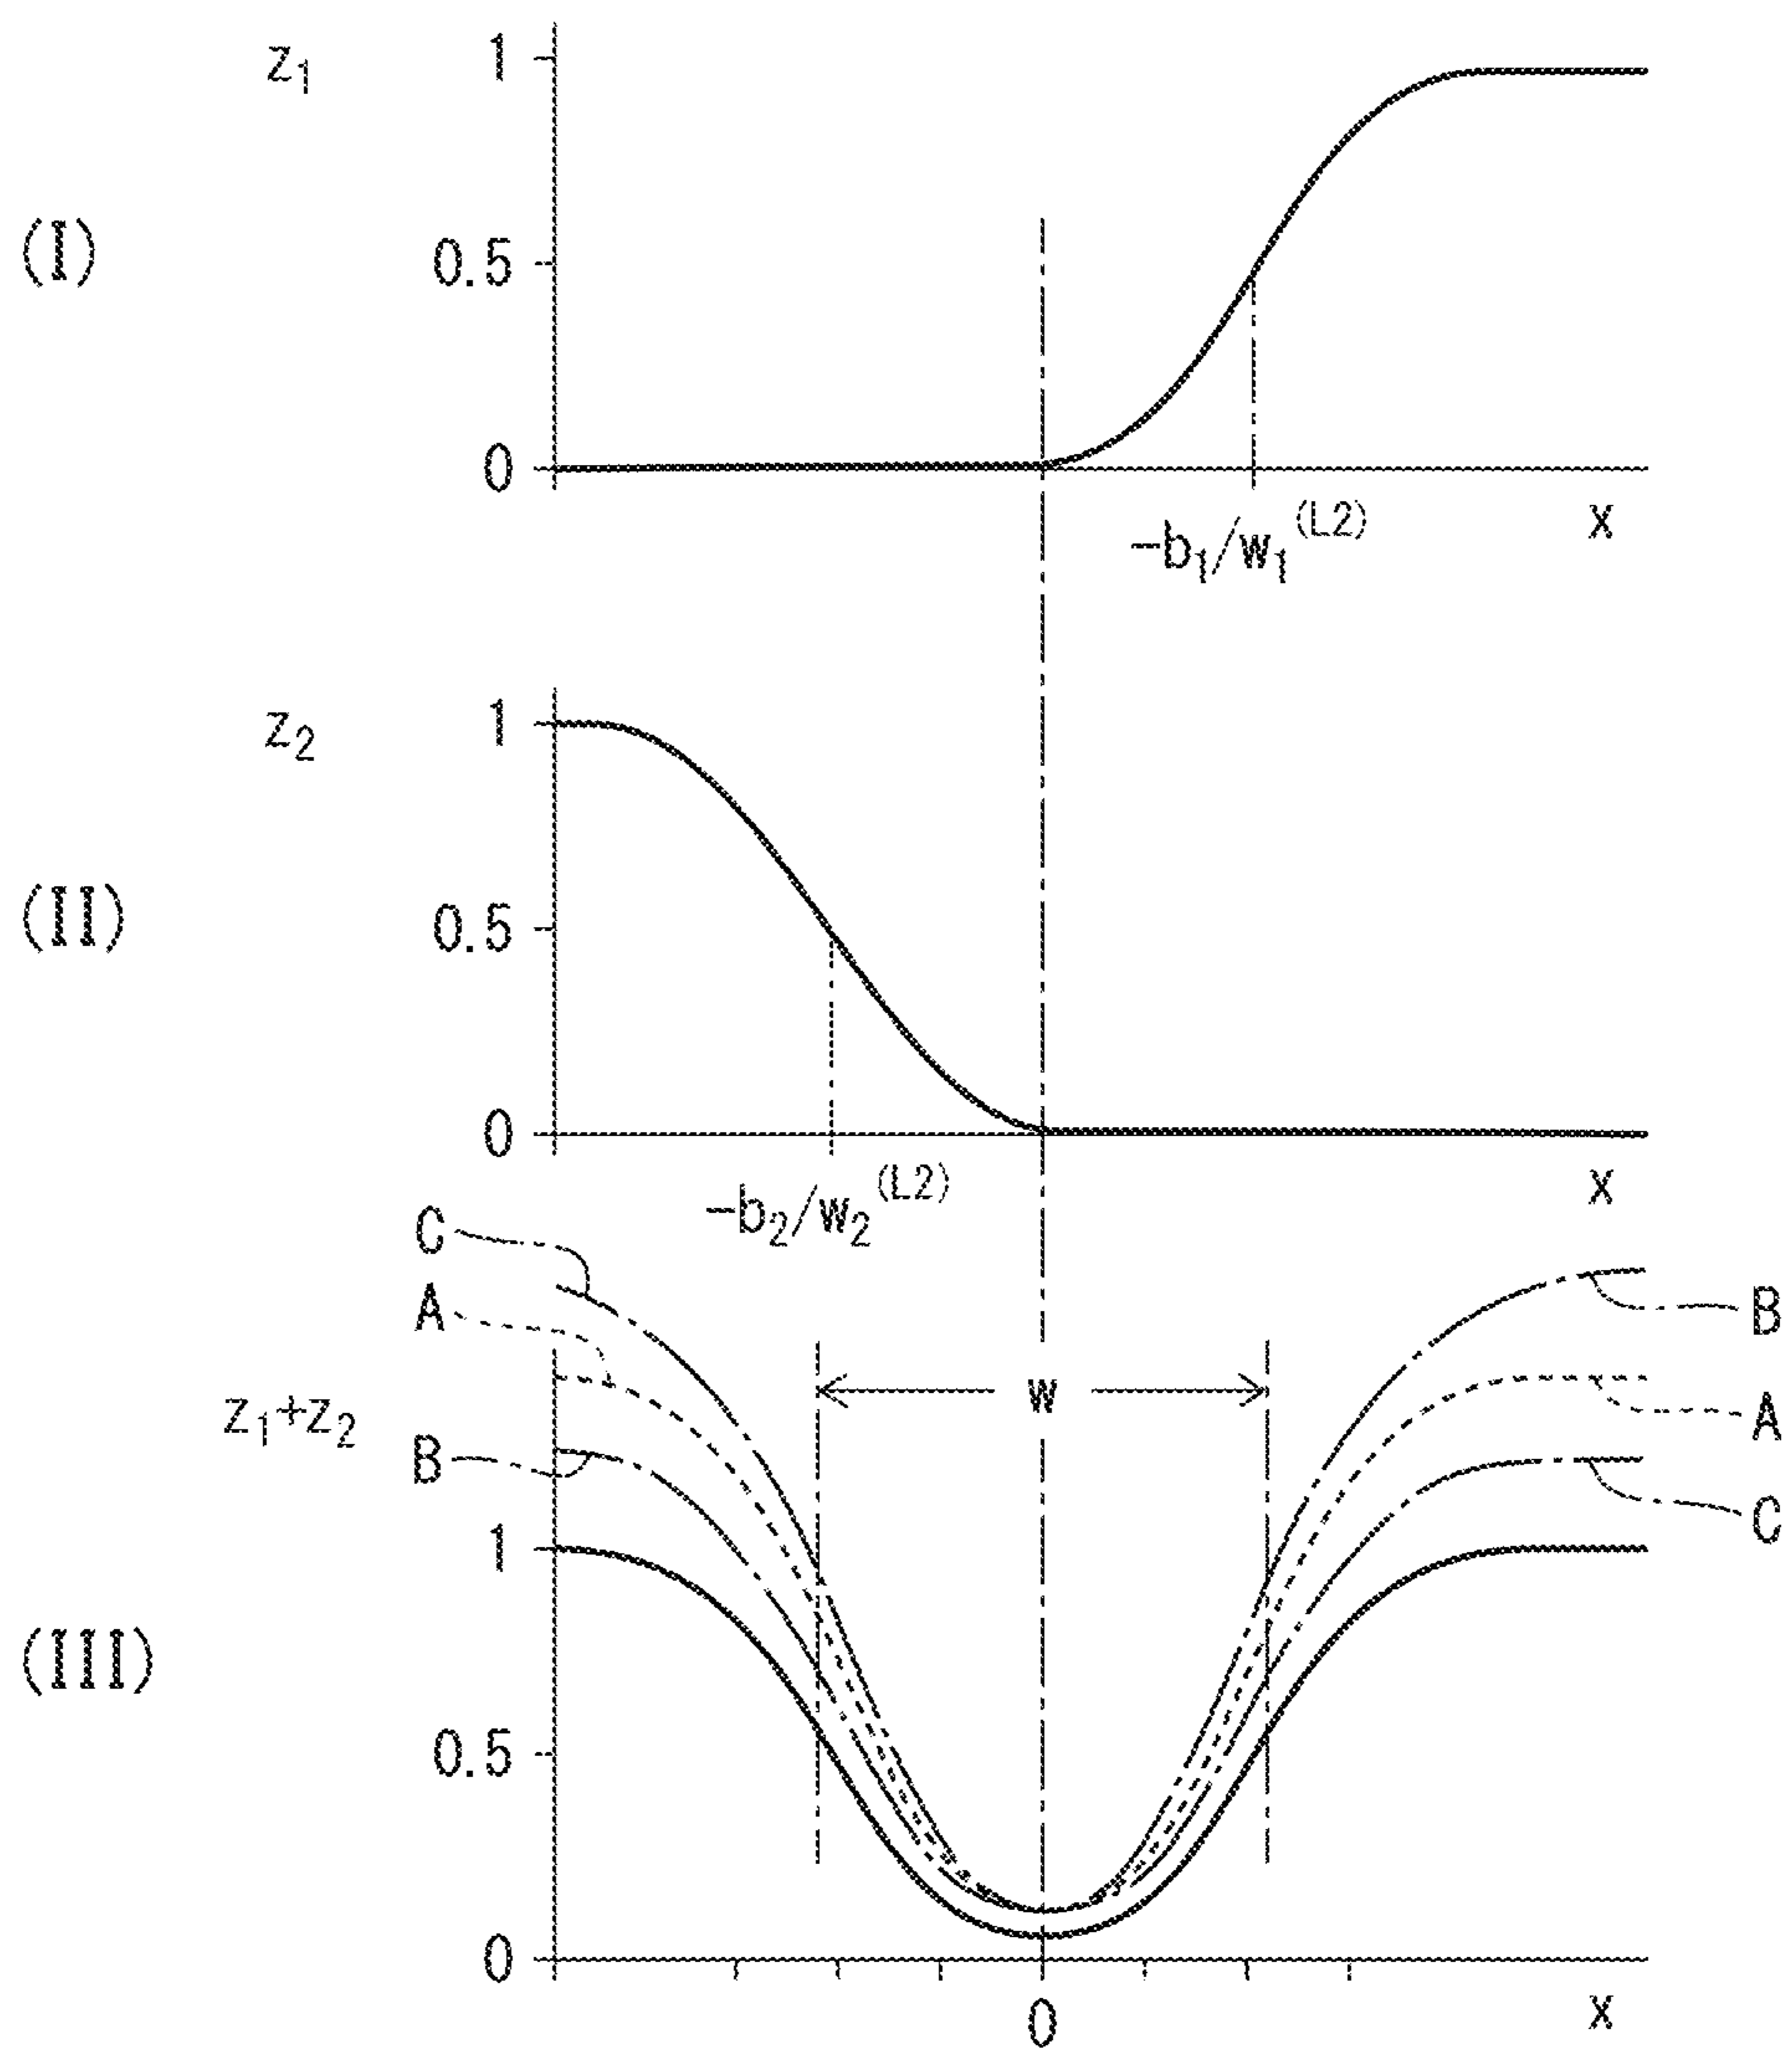 z₁
1
(I)
0.5
0
-b₁/w₁⁽ᴸ²⁾
x
z₂
1
(II)
0.5
0
-b₂/w₂⁽ᴸ²⁾
x
C
A
B
z₁+z₂
w
B
A
C
1
(III)
0.5
0
0
x